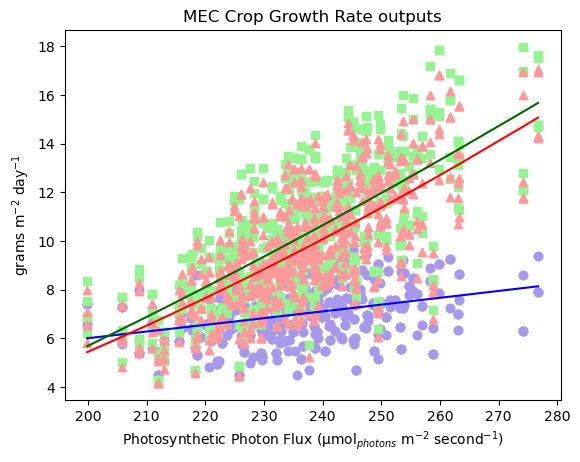 MEC Crop Growth Rate outputs
18
16
14
12
10
8
6
4
grams m⁻² day⁻¹
200 210 220 230 240 250 260 270 280
Photosynthetic Photon Flux (μmol_photons m⁻² second⁻¹)